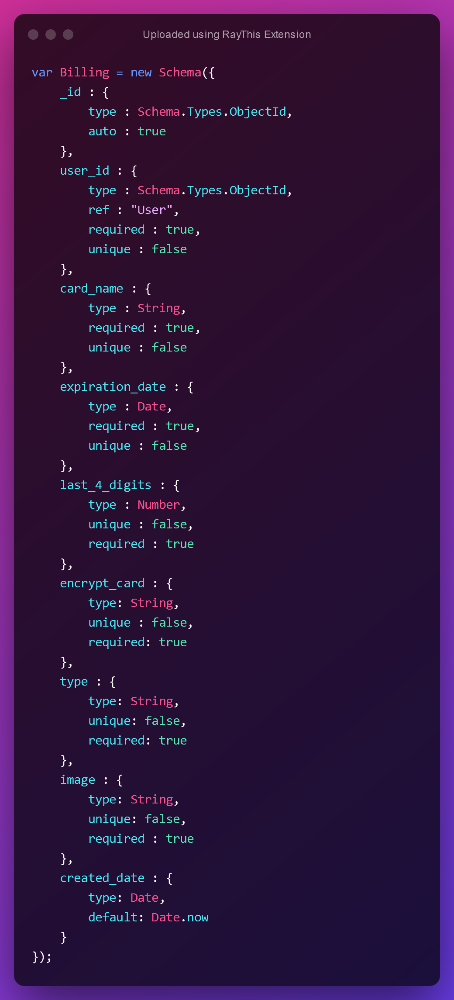 Uploaded using RayThis Extension
var Billing = new Schema({
    _id : {
        type : Schema.Types.ObjectId,
        auto : true
    },
    user_id : {
        type : Schema.Types.ObjectId,
        ref : "User",
        required : true,
        unique : false
    },
    card_name : {
        type : String,
        required : true,
        unique : false
    },
    expiration_date : {
        type : Date,
        required : true,
        unique : false
    },
    last_4_digits : {
        type : Number,
        unique : false,
        required : true
    },
    encrypt_card : {
        type: String,
        unique : false,
        required: true
    },
    type : {
        type: String,
        unique: false,
        required: true
    },
    image : {
        type: String,
        unique: false,
        required : true
    },
    created_date : {
        type: Date,
        default: Date.now
    }
});